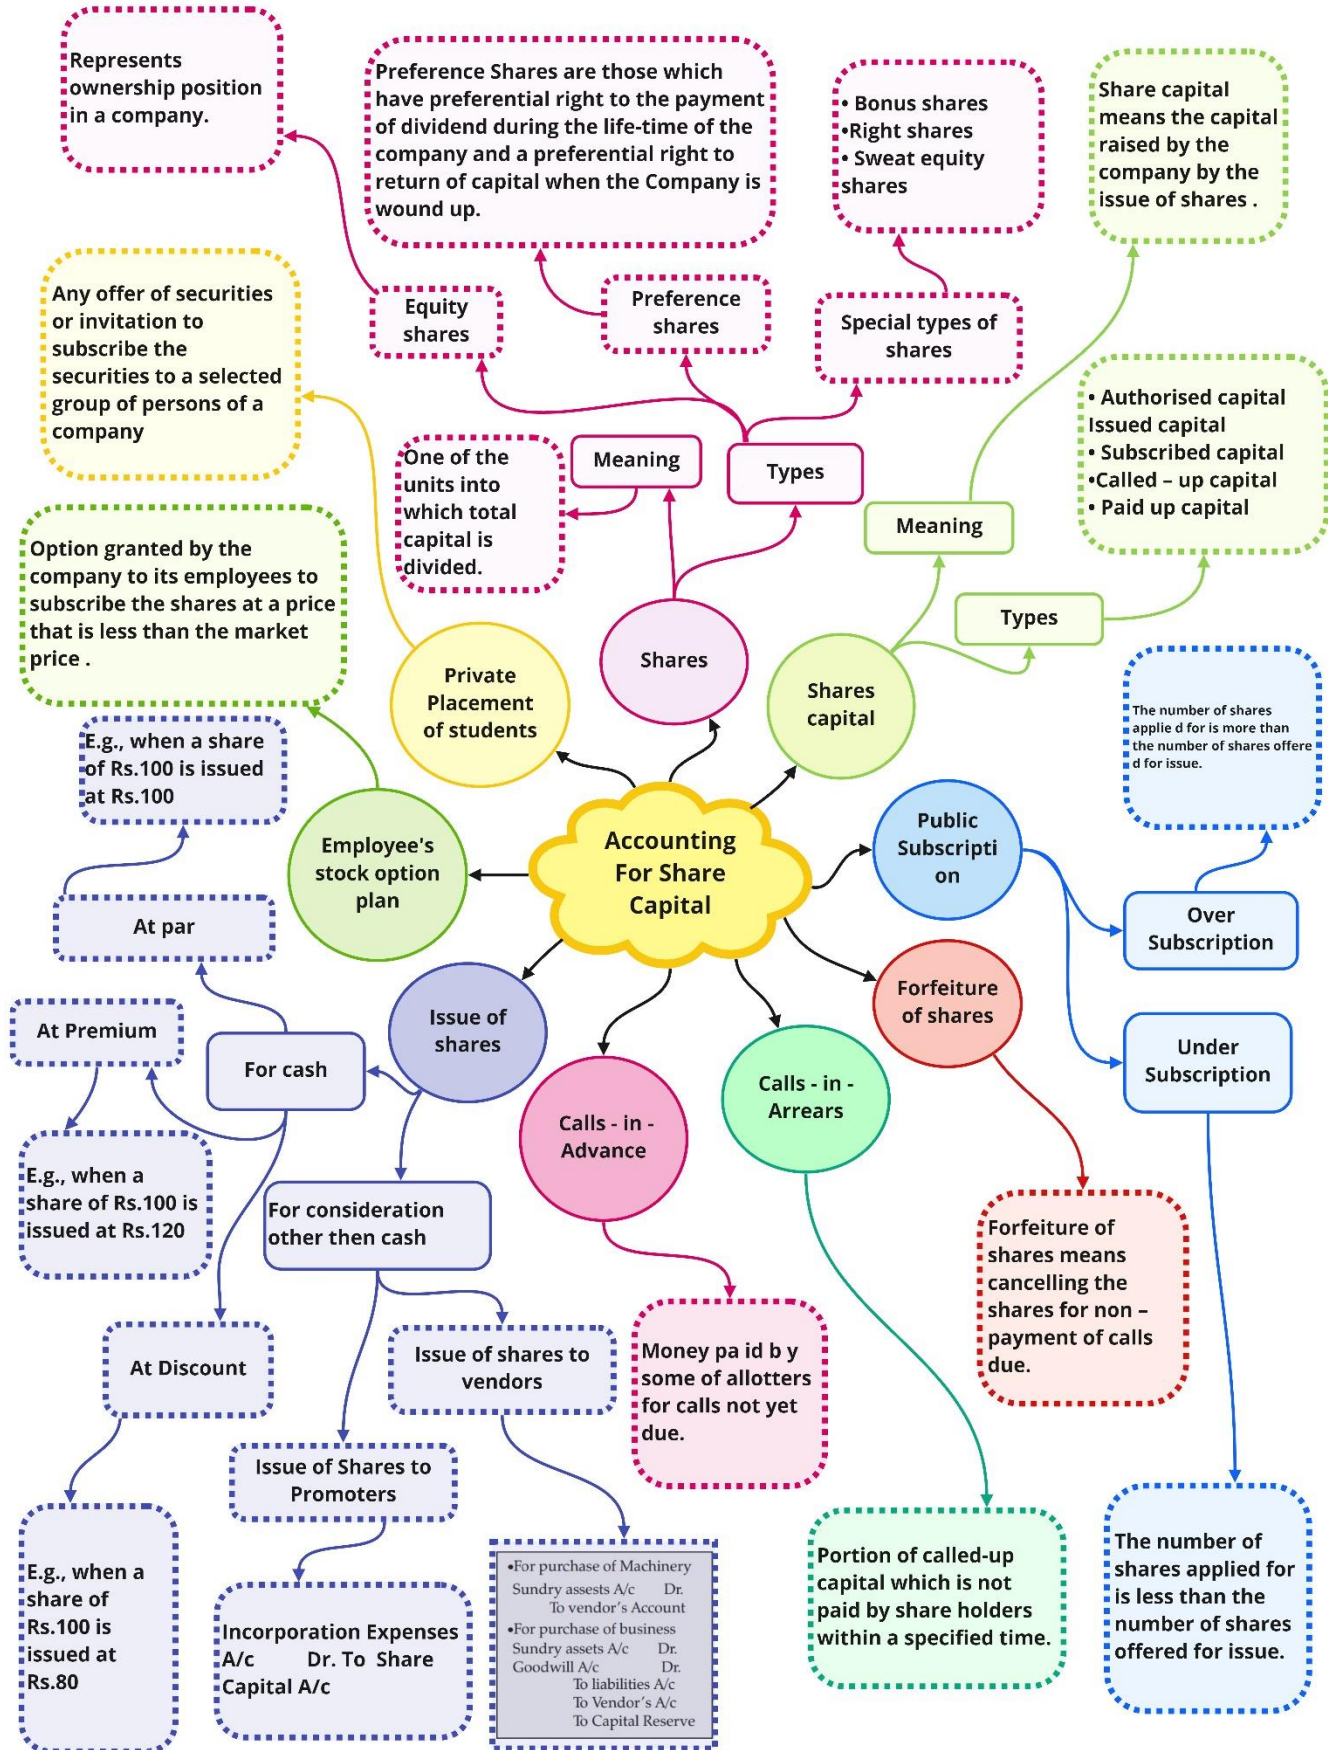 Represents
ownership position
in a company.
Preference Shares are those which
have preferential right to the payment
of dividend during the life-time of the
company and a preferential right to
return of capital when the Company is
wound up.
• Bonus shares
•Right shares
• Sweat equity
shares
Share capital
means the capital
raised by the
company by the
issue of shares .
Any offer of securities
or invitation to
subscribe the
securities to a selected
group of persons of a
company
Equity
shares
Preference
shares
Special types of
shares
• Authorised capital
Issued capital
• Subscribed capital
•Called – up capital
• Paid up capital
One of the
units into
which total
capital is
divided.
Meaning
Types
Meaning
Types
Option granted by the
company to its employees to
subscribe the shares at a price
that is less than the market
price .
Private
Placement
of students
Shares
Shares
capital
The number of shares
applie d for is more than
the number of shares offere
d for issue.
E.g., when a share
of Rs.100 is issued
at Rs.100
Employee's
stock option
plan
Accounting
For Share
Capital
Public
Subscripti
on
Over
Subscription
At par
At Premium
For cash
Issue of
shares
Forfeiture
of shares
Under
Subscription
Calls - in -
Advance
Calls - in -
Arrears
E.g., when a
share of Rs.100 is
issued at Rs.120
For consideration
other then cash
Forfeiture of
shares means
cancelling the
shares for non –
payment of calls
due.
At Discount
Issue of shares to
vendors
Money pa id b y
some of allotters
for calls not yet
due.
Issue of Shares to
Promoters
E.g., when a
share of
Rs.100 is
issued at
Rs.80
Incorporation Expenses
A/c Dr. To Share
Capital A/c
•For purchase of Machinery
Sundry assests A/c Dr.
To vendor's Account
•For purchase of business
Sundry assets A/c Dr.
Goodwill A/c Dr.
To liabilities A/c
To Vendor's A/c
To Capital Reserve
Portion of called-up
capital which is not
paid by share holders
within a specified time.
The number of
shares applied for
is less than the
number of shares
offered for issue.